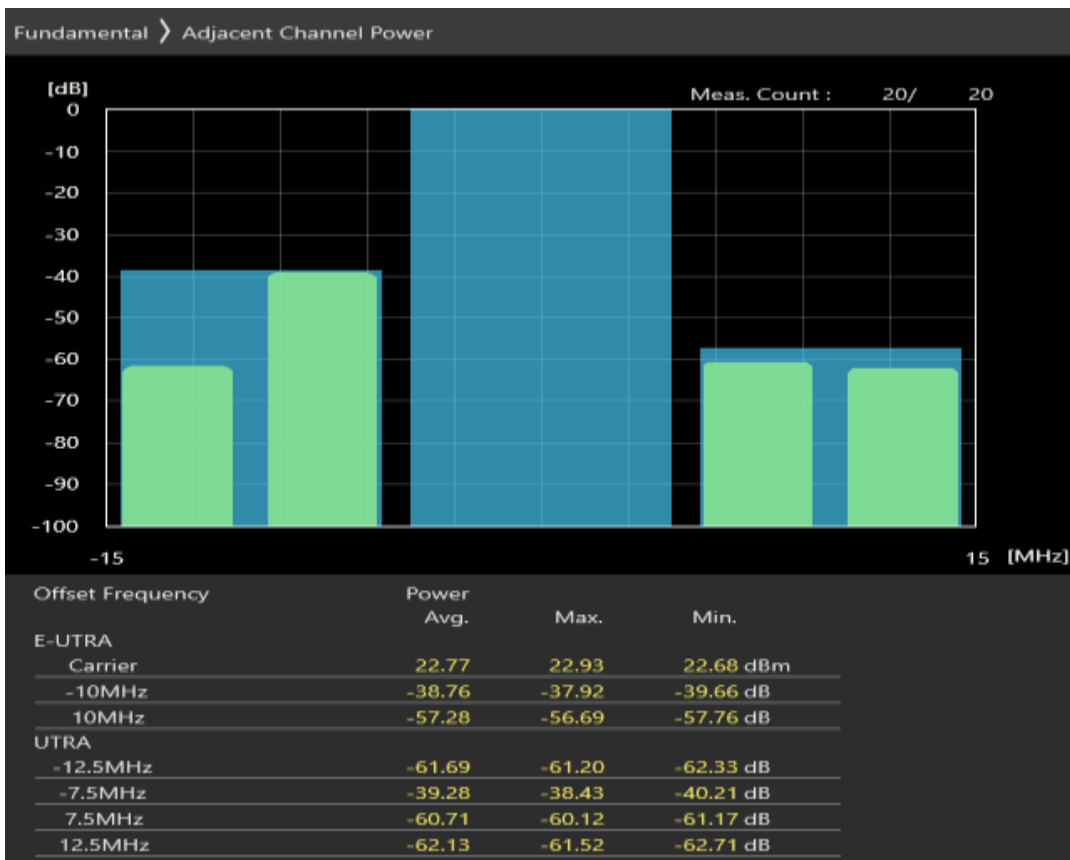 Fundamental 》 Adjacent Channel Power
[dB]
Meas. Count : 20/ 20
0
-10
-20
-30
-40
-50
-60
-70
-80
-90
-100
-15 15 [MHz]
Offset Frequency Power
Avg. Max. Min.
E-UTRA
Carrier 22.77 22.93 22.68 dBm
-10MHz -38.76 -37.92 -39.66 dB
10MHz -57.28 -56.69 -57.76 dB
UTRA
-12.5MHz -61.69 -61.20 -62.33 dB
-7.5MHz -39.28 -38.43 -40.21 dB
7.5MHz -60.71 -60.12 -61.17 dB
12.5MHz -62.13 -61.52 -62.71 dB